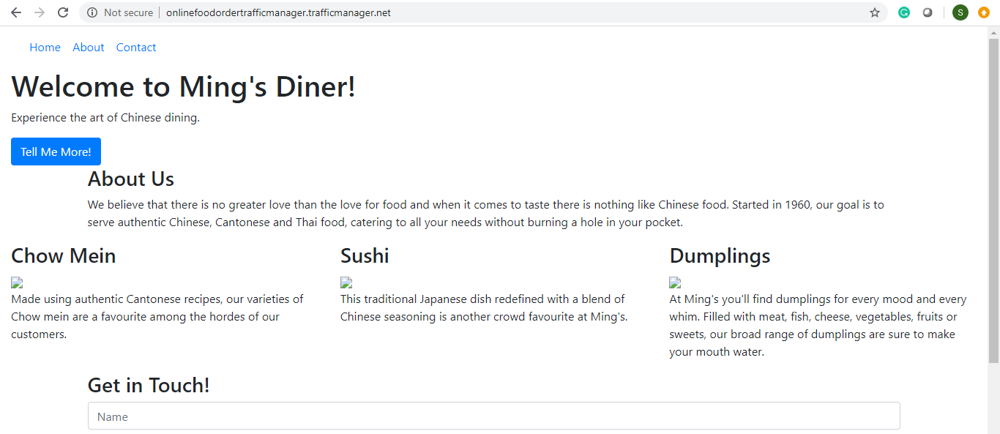 Not secure | onlinefoodordertrafficmanager.trafficmanager.net
G
S
Home About Contact
Welcome to Ming's Diner!
Experience the art of Chinese dining.
Tell Me More!
About Us
We believe that there is no greater love than the love for food and when it comes to taste there is nothing like Chinese food. Started in 1960, our goal is to
serve authentic Chinese, Cantonese and Thai food, catering to all your needs without burning a hole in your pocket.
Chow Mein
Made using authentic Cantonese recipes, our varieties of
Chow mein are a favourite among the hordes of our
customers.
Sushi
This traditional Japanese dish redefined with a blend of
Chinese seasoning is another crowd favourite at Ming's.
Dumplings
At Ming's you'll find dumplings for every mood and every
whim. Filled with meat, fish, cheese, vegetables, fruits or
sweets, our broad range of dumplings are sure to make
your mouth water.
Get in Touch!
Name